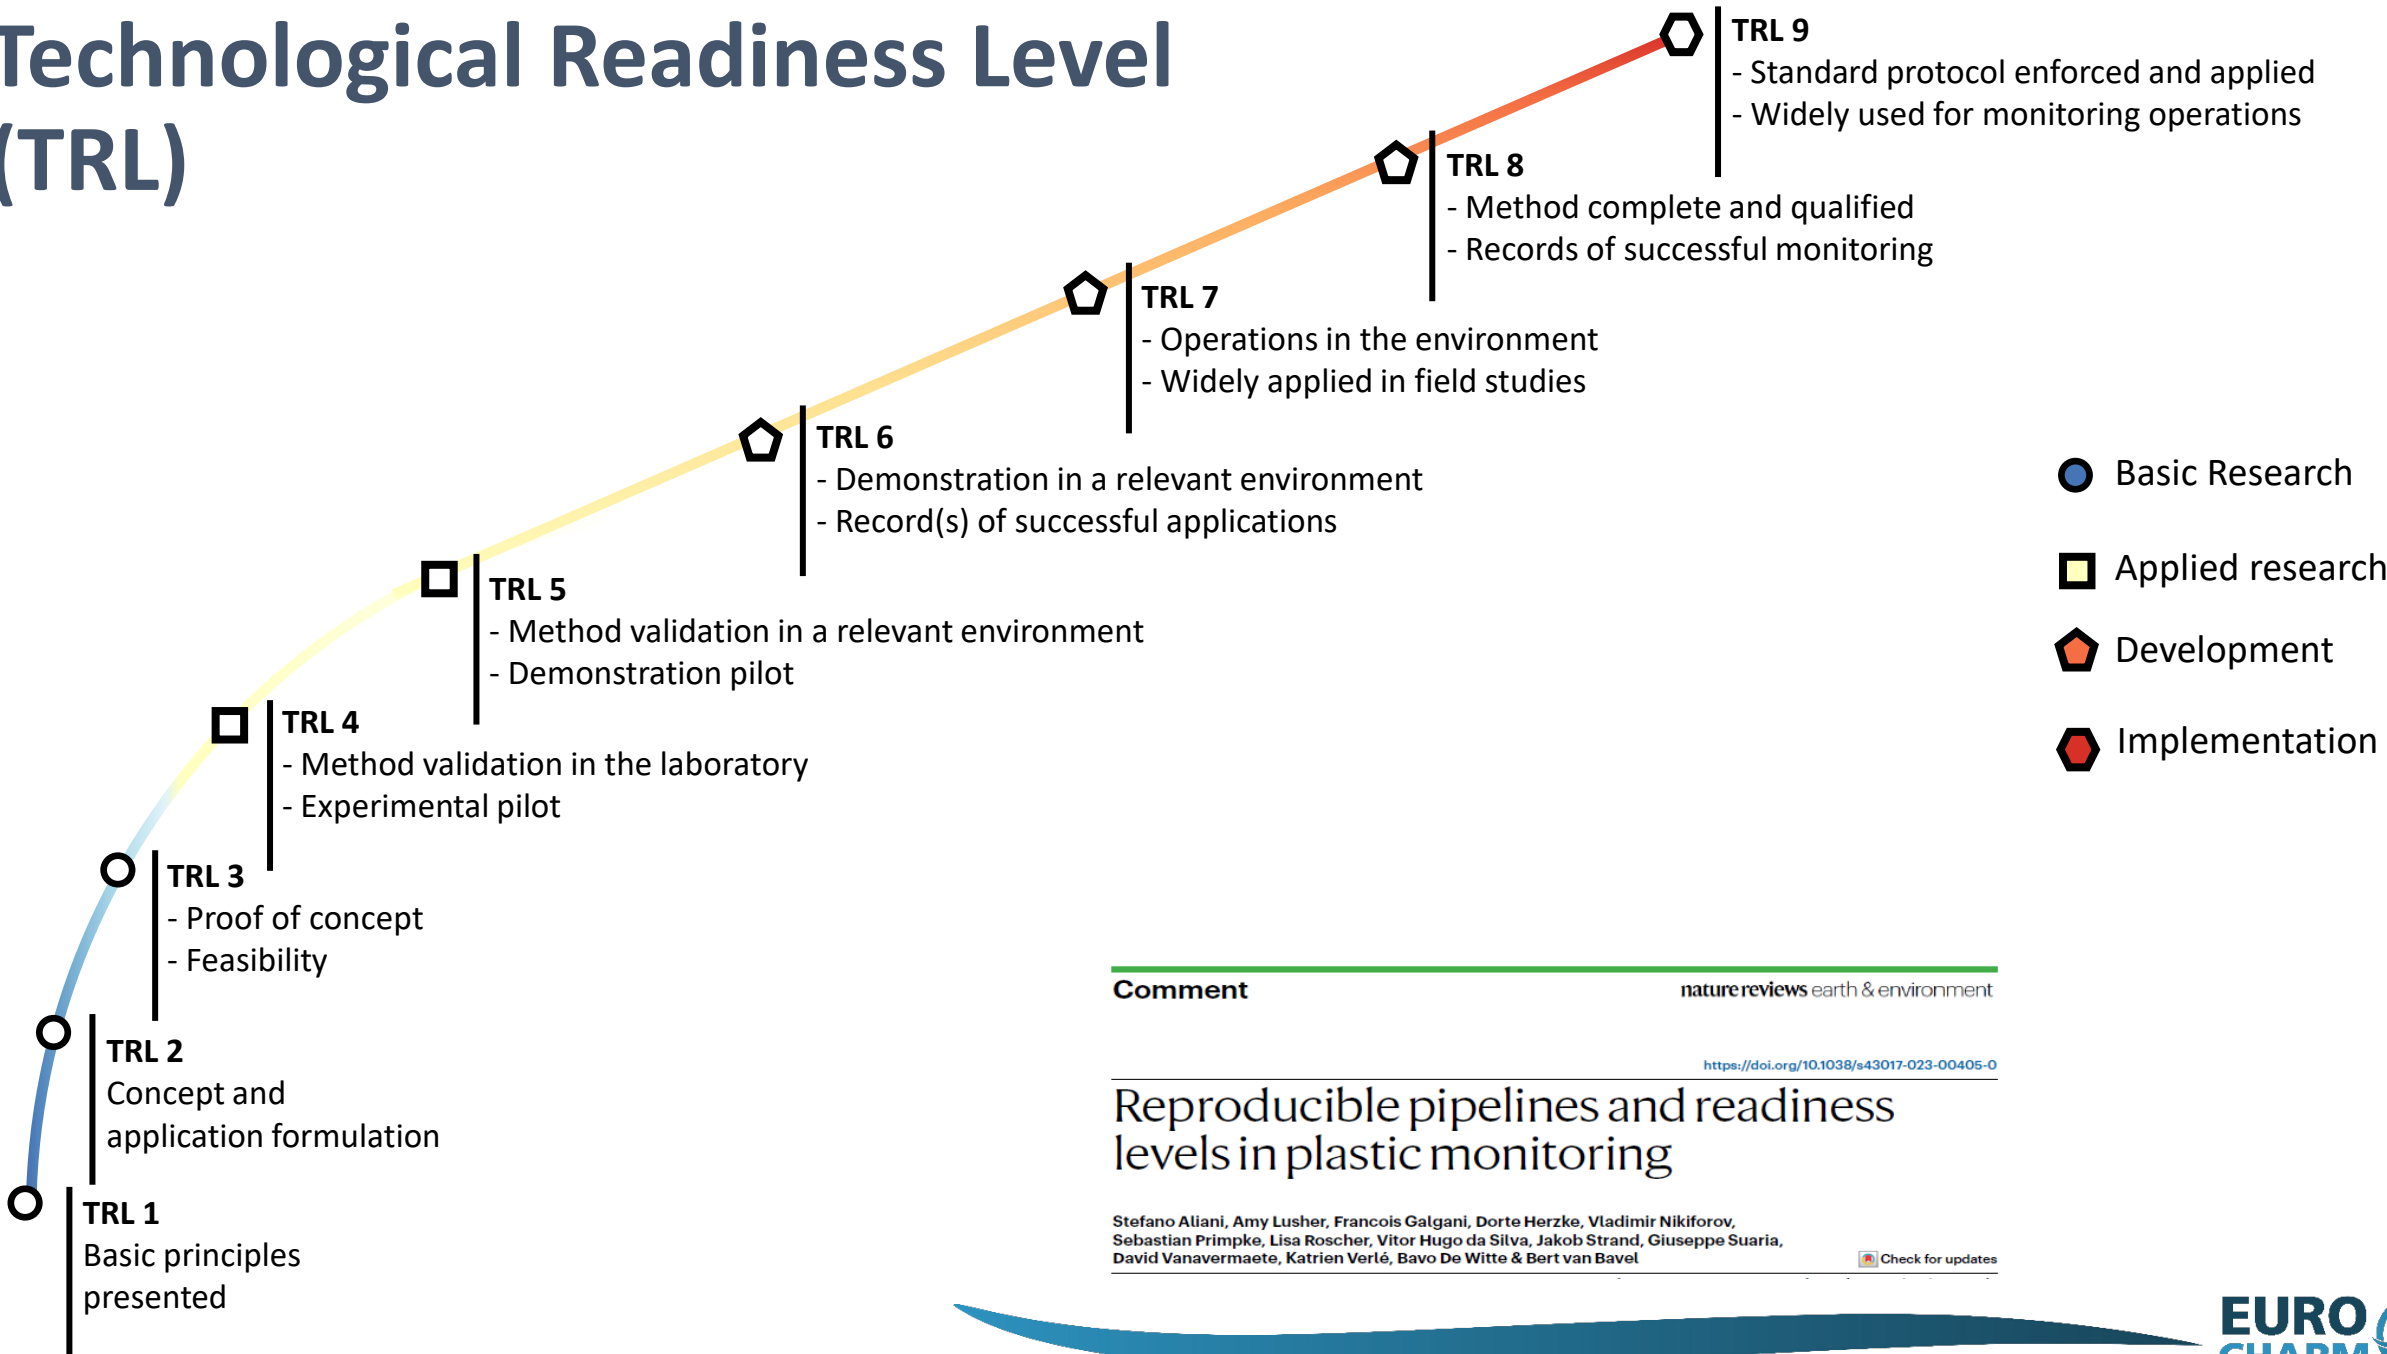 Technological Readiness Level
(TRL)
TRL 9
- Standard protocol enforced and applied
- Widely used for monitoring operations
TRL 8
- Method complete and qualified
- Records of successful monitoring
TRL 7
- Operations in the environment
- Widely applied in field studies
TRL 6
- Demonstration in a relevant environment
- Record(s) of successful applications
TRL 5
- Method validation in a relevant environment
- Demonstration pilot
TRL 4
- Method validation in the laboratory
- Experimental pilot
TRL 3
- Proof of concept
- Feasibility
TRL 2
Concept and
application formulation
TRL 1
Basic principles
presented
Basic Research
Applied research
Development
Implementation
Comment
nature reviews earth & environment
https://doi.org/10.1038/s43017-023-00405-0
Reproducible pipelines and readiness
levels in plastic monitoring
Stefano Aliani, Amy Lusher, Francois Galgani, Dorte Herzke, Vladimir Nikiforov,
Sebastian Primpke, Lisa Roscher, Vitor Hugo da Silva, Jakob Strand, Giuseppe Suaria,
David Vanavermaete, Katrien Verlé, Bavo De Witte & Bert van Bavel
Check for updates
EURO
CHARM